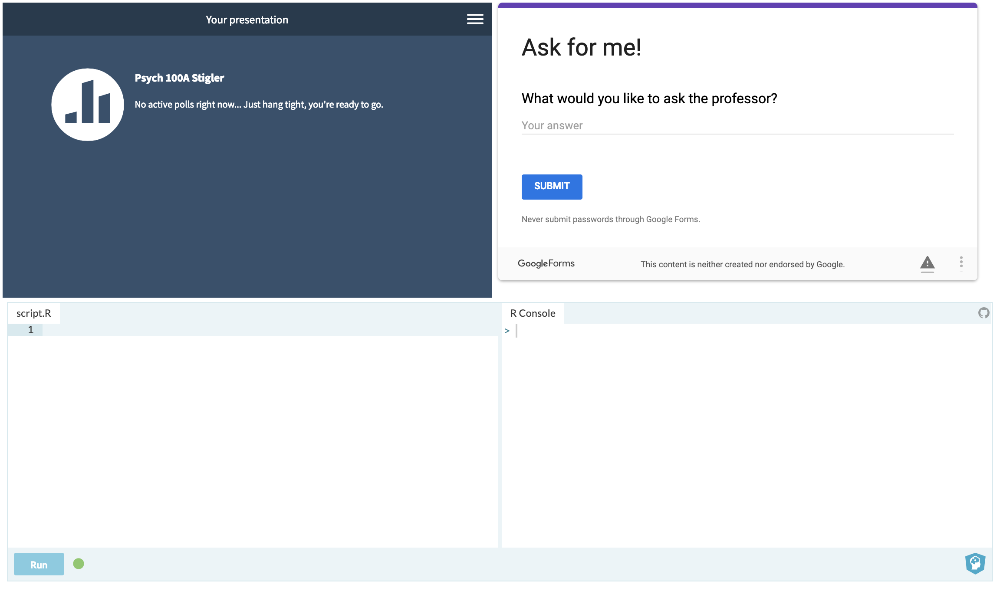 Your presentation
Psych 100A Stigler
No active polls right now... Just hang tight, you're ready to go.
Ask for me!
What would you like to ask the professor?
Your answer
SUBMIT
Never submit passwords through Google Forms.
GoogleForms
This content is neither created nor endorsed by Google.
script.R
1
R Console
>
Run